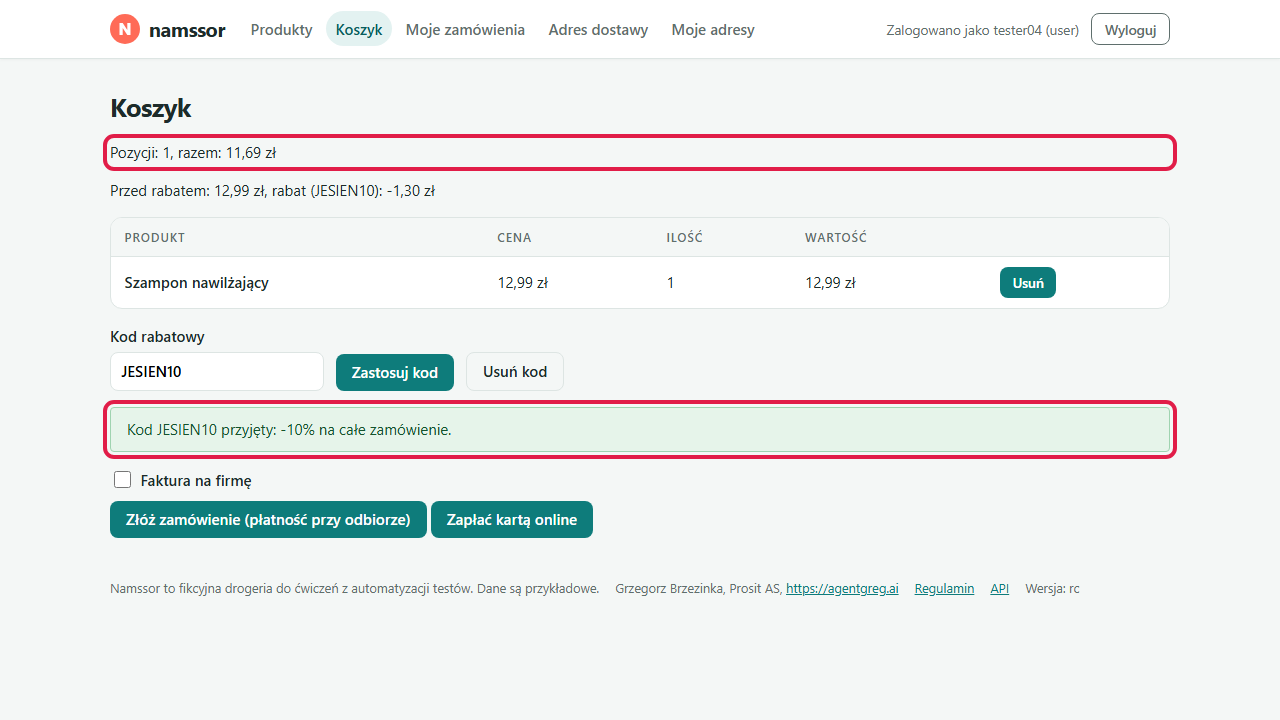 N namssor Produkty Koszyk Moje zamówienia Adres dostawy Moje adresy Zalogowano jako tester04 (user) Wyloguj
Koszyk
Pozycji: 1, razem: 11,69 zł
Przed rabatem: 12,99 zł, rabat (JESIEN10): -1,30 zł
PRODUKT CENA ILOŚĆ WARTOŚĆ
Szampon nawilżający 12,99 zł 1 12,99 zł Usuń
Kod rabatowy
JESIEN10 Zastosuj kod Usuń kod
Kod JESIEN10 przyjęty: -10% na całe zamówienie.
Faktura na firmę
Złóż zamówienie (płatność przy odbiorze) Zapłać kartą online
Namssor to fikcyjna drogeria do ćwiczeń z automatyzacji testów. Dane są przykładowe. Grzegorz Brzezinka, Prosit AS, https://agentgreg.ai Regulamin API Wersja: rc